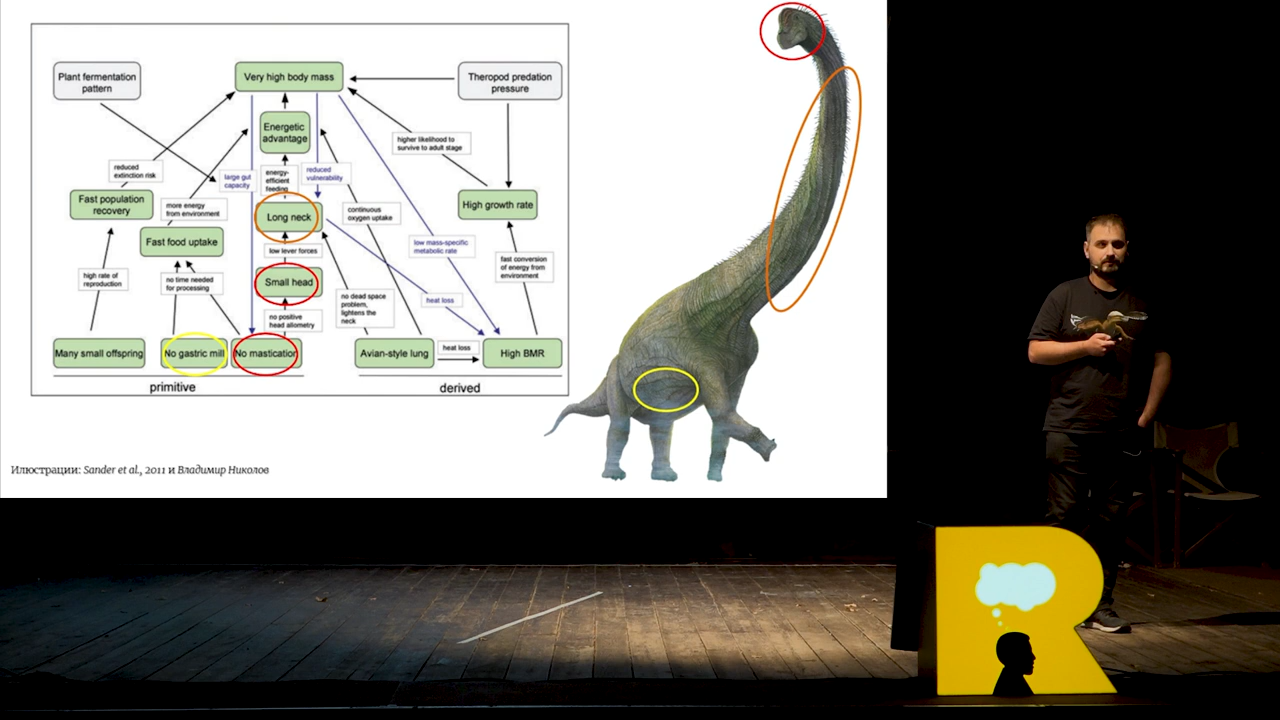 Plant fermentation
pattern
Very high body mass
Theropod predation
pressure
Energetic
advantage
higher likelihood to
survive to adult stage
reduced
extinction risk
large gut
capacity
energy-
efficient
feeding
reduced
vulnerability
Fast population
recovery
more energy
from environment
Long neck
continuous
oxygen uptake
High growth rate
Fast food uptake
low lever forces
low mass-specific
metabolic rate
high rate of
reproduction
no time needed
for processing
Small head
no dead space
problem,
lightens the
neck
heat loss
fast conversion
of energy from
environment
no positive
head allometry
Many small offspring
No gastric mill
No mastication
Avian-style lung
heat loss
High BMR
primitive
derived
Илюстрации: Sander et al., 2011 и Владимир Николов
R